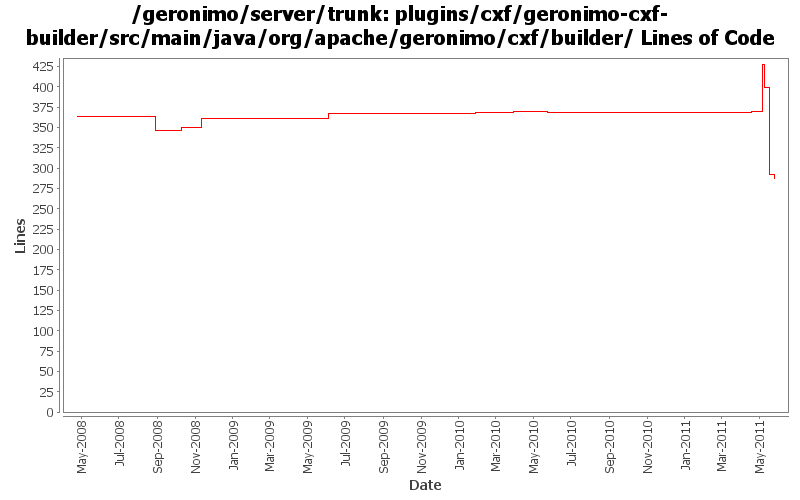 /geronimo/server/trunk: plugins/cxf/geronimo-cxf-
builder/src/main/java/org/apache/geronimo/cxf/builder/ Lines of Code
425
400
375
350
325
300
275
250
225
200
175
150
125
100
75
50
25
0
Lines
May-2008
Jul-2008
Sep-2008
Nov-2008
Jan-2009
Mar-2009
Jul-2009
Sep-2009
Nov-2009
Jan-2010
Mar-2010
May-2010
Jul-2010
Sep-2010
Nov-2010
Jan-2011
Mar-2011
May-2011
Date